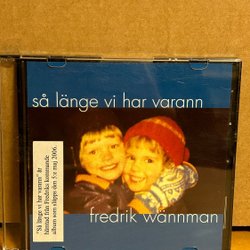 så länge vi har varann
"Så länge vi har varann" är
hämtad från Fredriks kommande
album som släpps den 5:e maj 2006.
fredrik wännman